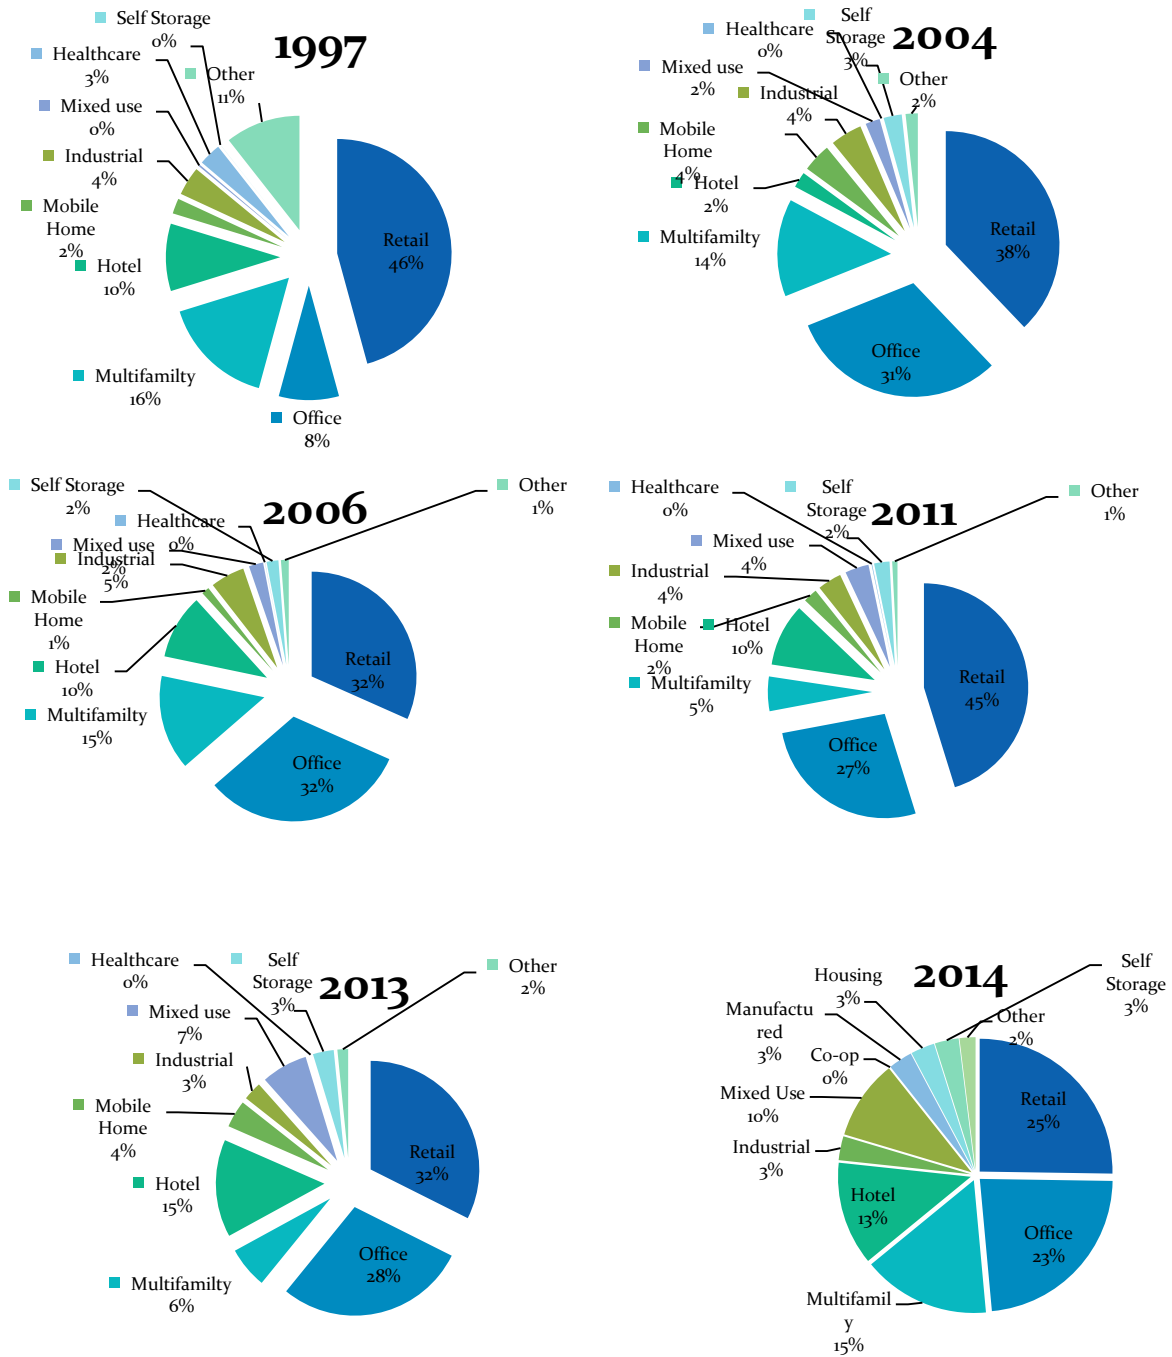 1997
Self Storage
0%
Healthcare
3%
Other
11%
Mixed use
0%
Industrial
4%
Mobile
Home
2%
Hotel
10%
Multifamilty
16%
Office
8%
Retail
46%
2004
Self
Storage
3%
Healthcare
0%
Mixed use
2%
Other
2%
Industrial
4%
Mobile
Home
4%
Hotel
2%
Multifamilty
14%
Retail
38%
Office
31%
2006
Self Storage
2%
Other
1%
Healthcare
0%
Mixed use
2%
Industrial
5%
Mobile
Home
1%
Hotel
10%
Multifamilty
15%
Retail
32%
Office
32%
2011
Healthcare
0%
Self
Storage
2%
Other
1%
Mixed use
4%
Industrial
4%
Mobile
Home
2%
Hotel
10%
Multifamilty
5%
Retail
45%
Office
27%
2013
Healthcare
0%
Self
Storage
3%
Other
2%
Mixed use
7%
Industrial
3%
Mobile
Home
4%
Hotel
15%
Multifamilty
6%
Retail
32%
Office
28%
2014
Self
Storage
3%
Housing
3%
Manufactu
red
3%
Other
2%
Co-op
0%
Mixed Use
10%
Industrial
3%
Hotel
13%
Retail
25%
Office
23%
Multifamil
y
15%